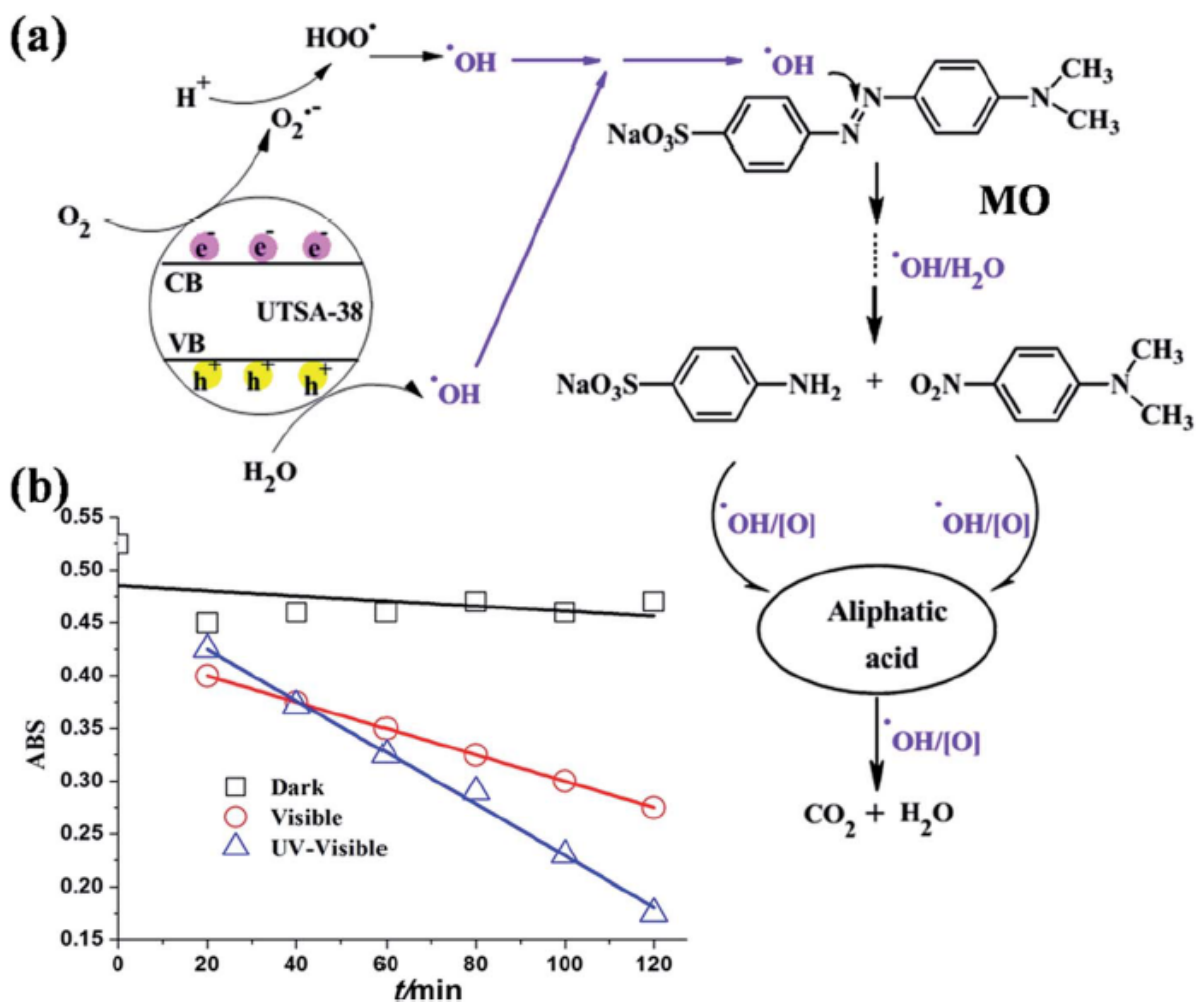 (a)
HOO•
•OH
•OH
H⁺
O₂•⁻
O₂
e⁻ e⁻ e⁻
CB
UTSA-38
VB
h⁺ h⁺ h⁺
•OH
H₂O
NaO₃S
N
N
N
CH₃
CH₃
MO
•OH/H₂O
NaO₃S
NH₂
+
O₂N
N
CH₃
CH₃
•OH/[O]
•OH/[O]
Aliphatic
acid
•OH/[O]
CO₂ + H₂O
(b)
0.55
0.50
0.45
0.40
0.35
0.30
0.25
0.20
0.15
ABS
Dark
Visible
UV-Visible
0 20 40 60 80 100 120
t/min